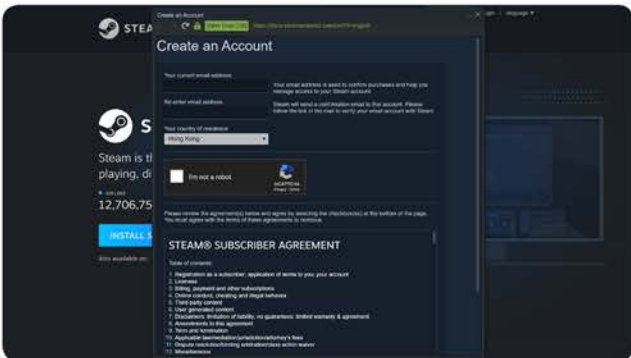 Create an Account
STEA
login | language
Create an Account
Your current email address
Your email address is used to confirm purchases and help you
manage access to your Steam account.
Re-enter email address
Steam will send a confirmation email to this account. Please
follow the link in the mail to verify your email account with Steam
Your country of residence
Hong Kong
I'm not a robot
reCAPTCHA
Privacy - Terms
S
Steam is th
playing, di
ONLINE
12,706,75
INSTALL S
Also available on:
Please review the agreement(s) below and agree by selecting the checkbox(es) at the bottom of the page.
You must agree with the terms of these agreements to continue.
STEAM® SUBSCRIBER AGREEMENT
Table of contents:
1. Registration as a subscriber; application of terms to you; your account
2. Licenses
3. Billing, payment and other subscriptions
4. Online conduct, cheating and illegal behavior
5. Third-party content
6. User generated content
7. Disclaimers; limitation of liability; no guarantees; limited warranty & agreement
8. Amendments to this agreement
9. Term and termination
10. Applicable law/mediation/jurisdiction/attorney's fees
11. Dispute resolution/binding arbitration/class action waiver
12. Miscellaneous